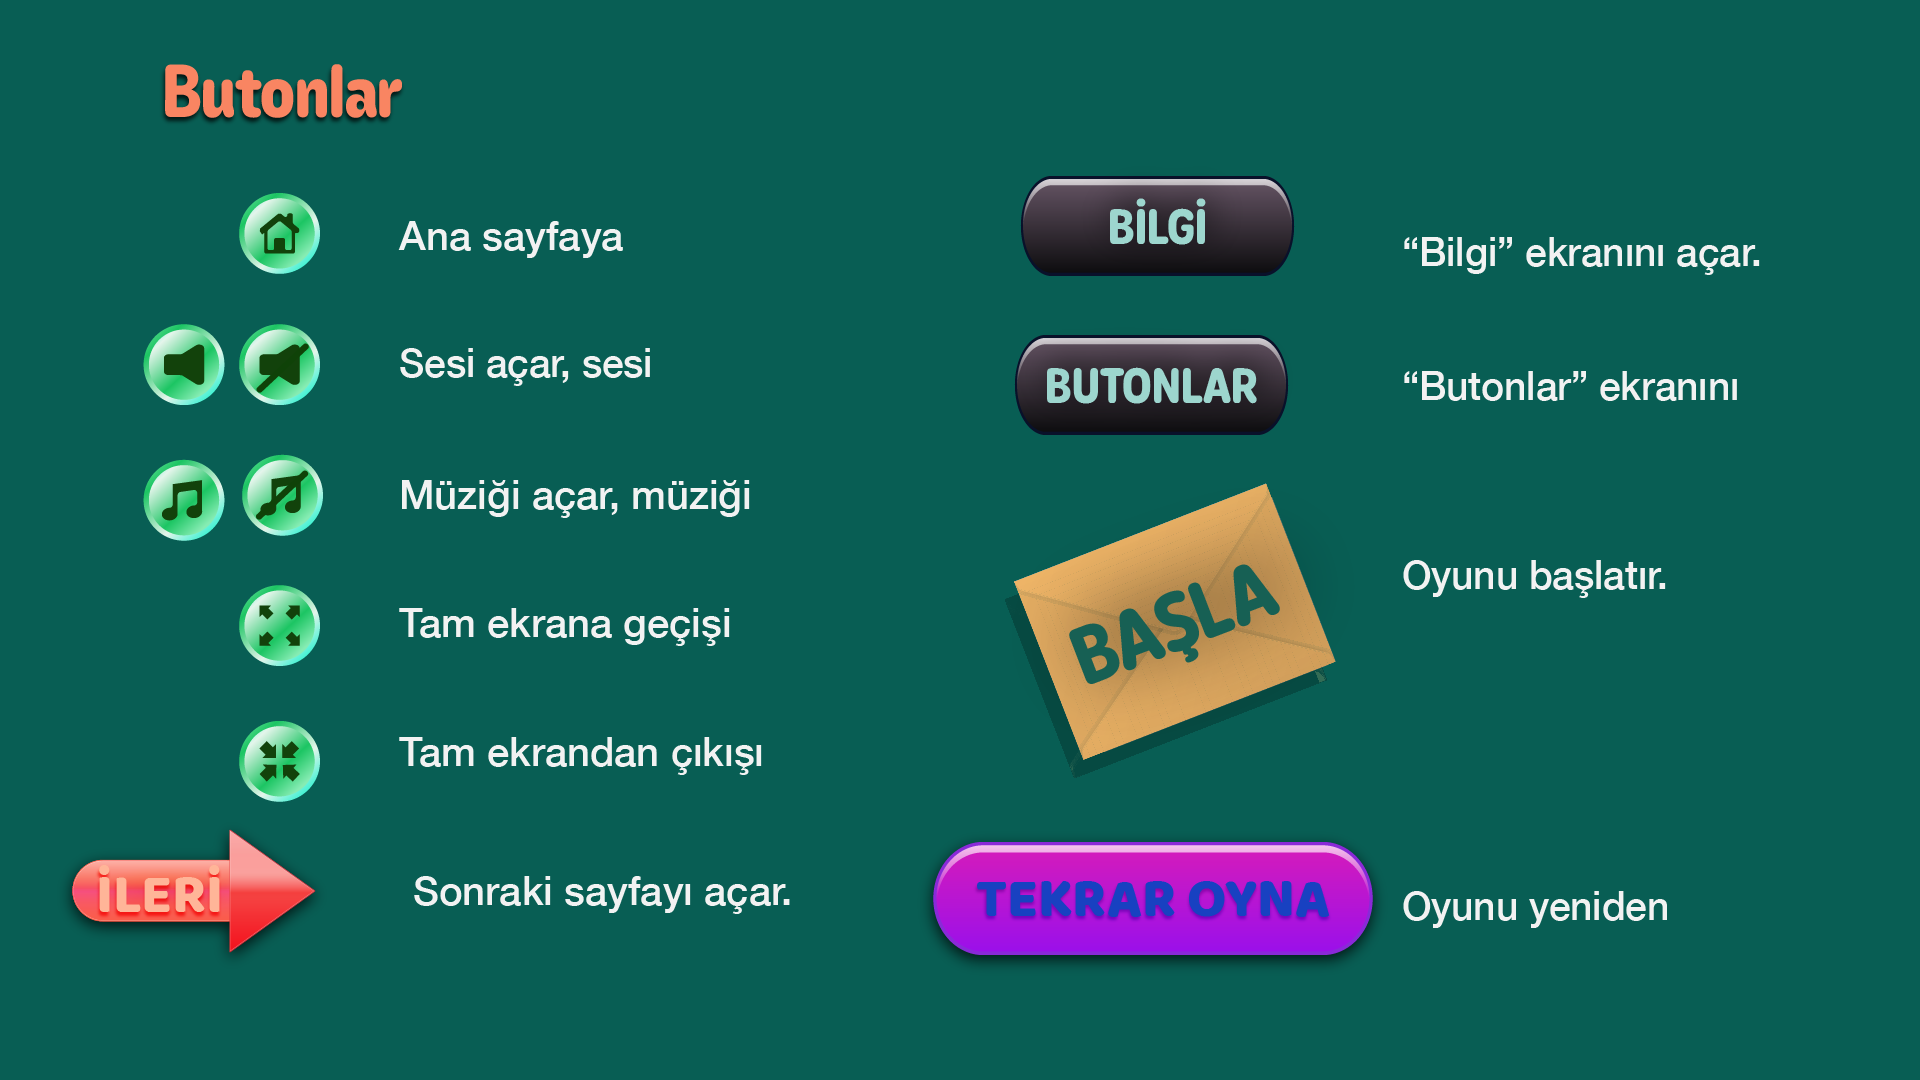 Butonlar
Ana sayfaya
Sesi açar, sesi
Müziği açar, müziği
Tam ekrana geçişi
Tam ekrandan çıkışı
İLERİ
Sonraki sayfayı açar.
BİLGİ
“Bilgi” ekranını açar.
BUTONLAR
“Butonlar” ekranını
BAŞLA
Oyunu başlatır.
TEKRAR OYNA
Oyunu yeniden